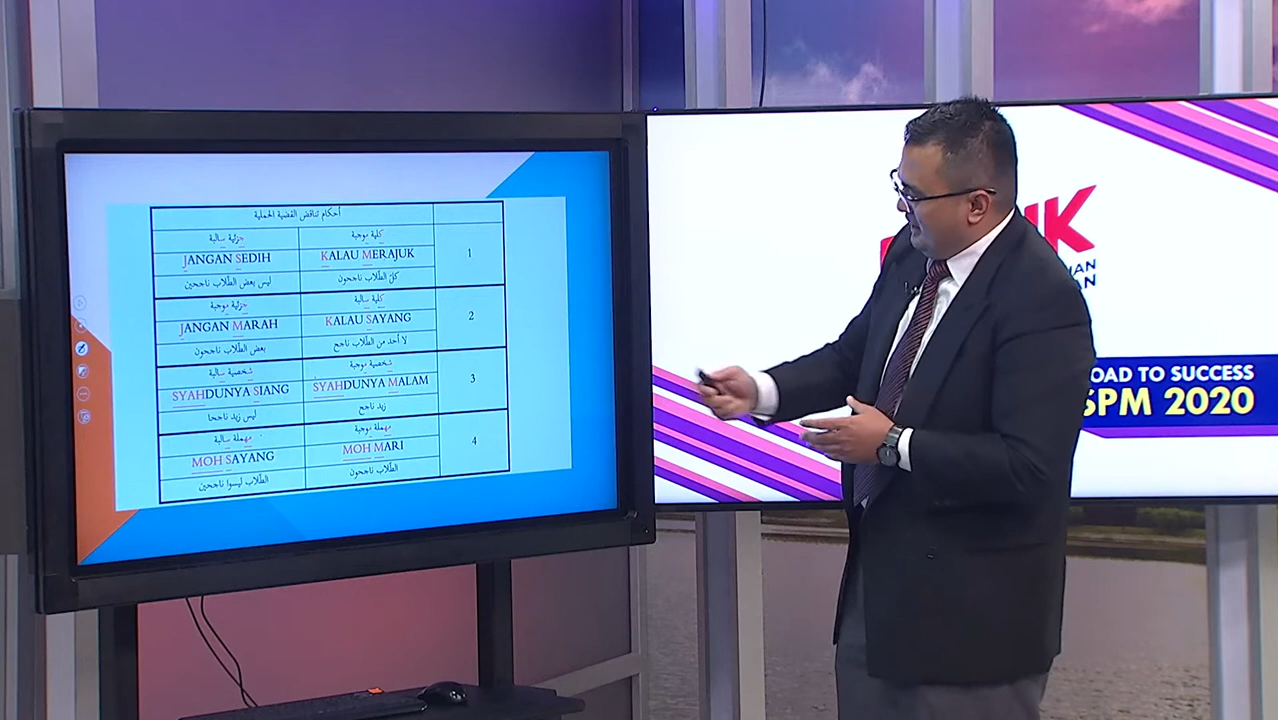 أحكام تناقض القضية الحملية
1
كلية موجبة
جزئية سالبة
KALAU MERAJUK
JANGAN SEDIH
كل الطلاب ناجحون
ليس بعض الطلاب ناجحين
2
كلية سالبة
جزئية موجبة
KALAU SAYANG
JANGAN MARAH
لا أحد من الطلاب ناجح
بعض الطلاب ناجحون
3
شخصية موجبة
شخصية سالبة
SYAHDUNYA MALAM
SYAHDUNYA SIANG
زيد ناجح
ليس زيد ناجحا
4
مهملة موجبة
مهملة سالبة
MOH MARI
MOH SAYANG
الطلاب ناجحون
الطلاب ليسوا ناجحين
OAD TO SUCCESS
SPM 2020